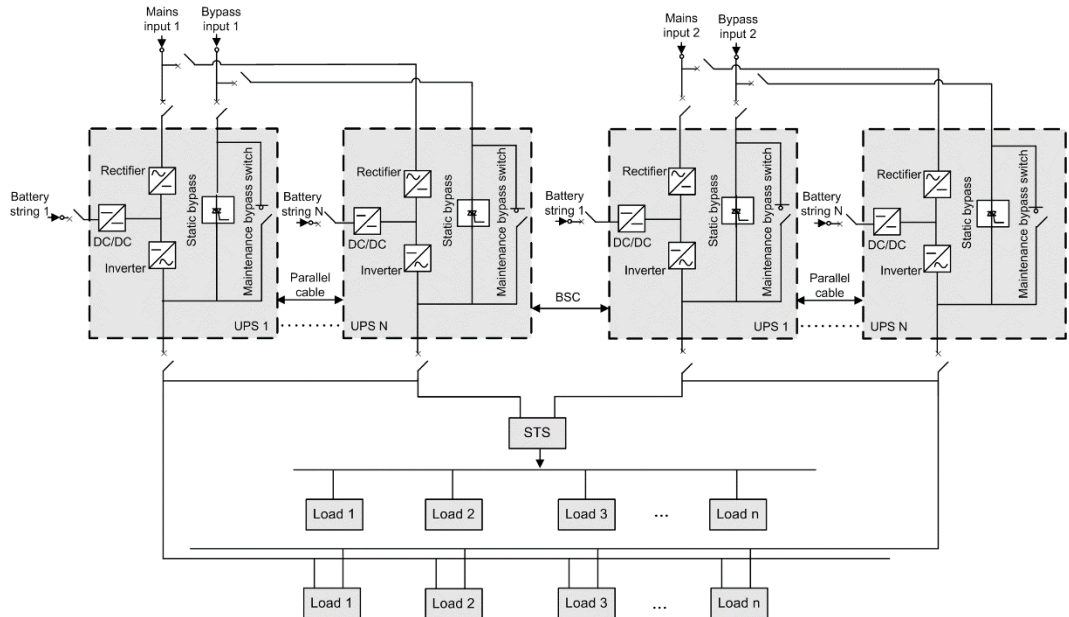 Mains
input 1
Bypass
input 1
Mains
input 2
Bypass
input 2
Rectifier
Battery
string 1
DC/DC
Inverter
Static bypass
Maintenance bypass switch
UPS 1
Parallel
cable
Rectifier
Battery
string N
DC/DC
Inverter
Static bypass
Maintenance bypass switch
UPS N
BSC
Rectifier
Battery
string 1
DC/DC
Inverter
Static bypass
Maintenance bypass switch
UPS 1
Parallel
cable
Rectifier
Battery
string N
DC/DC
Inverter
Static bypass
Maintenance bypass switch
UPS N
STS
Load 1
Load 2
Load 3
...
Load n
Load 1
Load 2
Load 3
...
Load n